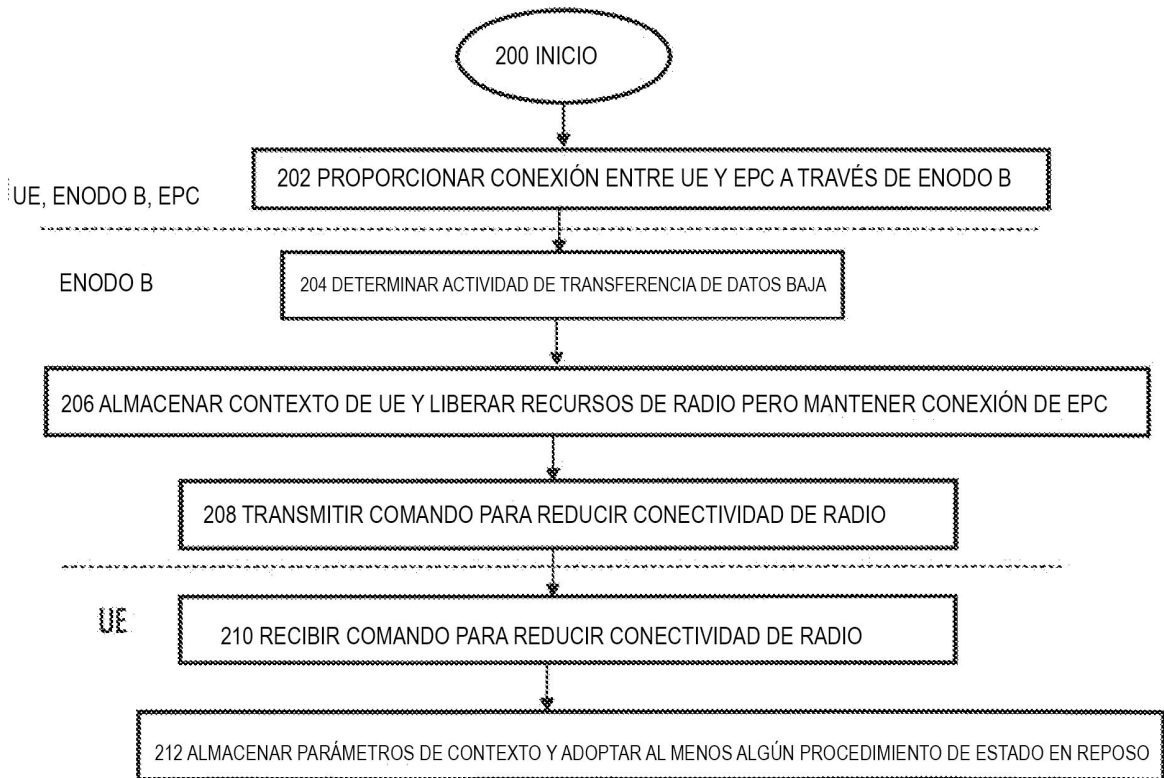 200 INICIO
202 PROPORCIONAR CONEXIÓN ENTRE UE Y EPC A TRAVÉS DE ENODO B
UE, ENODO B, EPC
ENODO B
204 DETERMINAR ACTIVIDAD DE TRANSFERENCIA DE DATOS BAJA
206 ALMACENAR CONTEXTO DE UE Y LIBERAR RECURSOS DE RADIO PERO MANTENER CONEXIÓN DE EPC
208 TRANSMITIR COMANDO PARA REDUCIR CONECTIVIDAD DE RADIO
UE
210 RECIBIR COMANDO PARA REDUCIR CONECTIVIDAD DE RADIO
212 ALMACENAR PARÁMETROS DE CONTEXTO Y ADOPTAR AL MENOS ALGÚN PROCEDIMIENTO DE ESTADO EN REPOSO